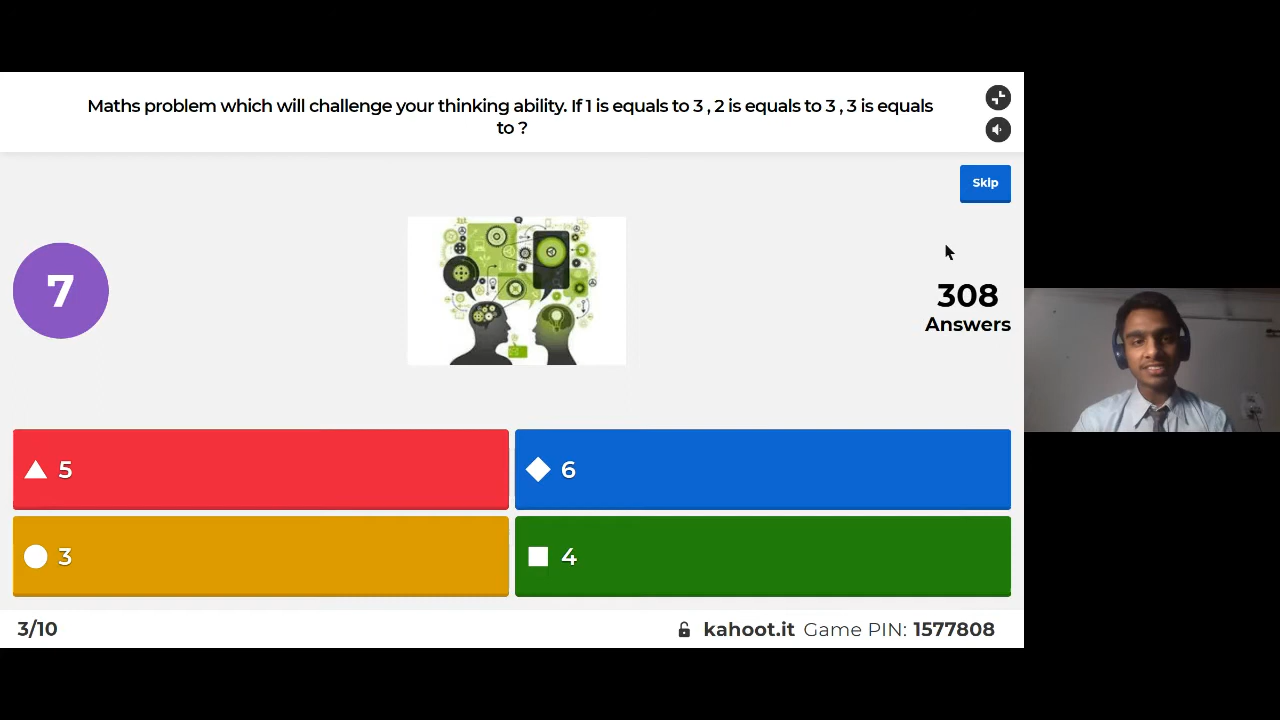 Maths problem which will challenge your thinking ability. If 1 is equals to 3 , 2 is equals to 3 , 3 is equals
to ?
Skip
7
308
Answers
5
6
3
4
3/10
kahoot.it Game PIN: 1577808